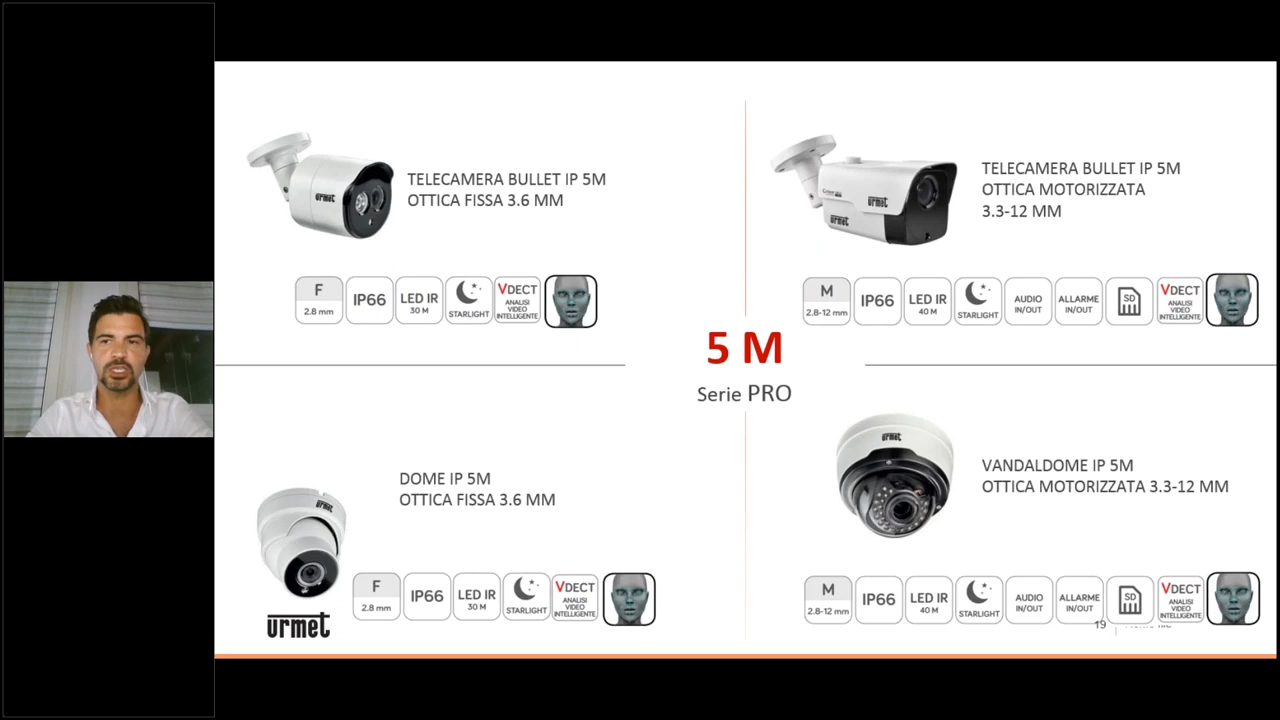 TELECAMERA BULLET IP 5M
OTTICA FISSA 3.6 MM
urmet
F
2.8 mm
IP66
LED IR
30 M
STARLIGHT
VDECT
ANALISI
VIDEO
INTELLIGENTE
TELECAMERA BULLET IP 5M
OTTICA MOTORIZZATA
3.3-12 MM
urmet
M
2.8-12 mm
IP66
LED IR
40 M
STARLIGHT
AUDIO
IN/OUT
ALLARME
IN/OUT
SD
VDECT
ANALISI
VIDEO
INTELLIGENTE
5 M
Serie PRO
DOME IP 5M
OTTICA FISSA 3.6 MM
urmet
F
2.8 mm
IP66
LED IR
30 M
STARLIGHT
VDECT
ANALISI
VIDEO
INTELLIGENTE
urmet
urmet
VANDALDOME IP 5M
OTTICA MOTORIZZATA 3.3-12 MM
M
2.8-12 mm
IP66
LED IR
40 M
STARLIGHT
AUDIO
IN/OUT
ALLARME
IN/OUT
SD
VDECT
ANALISI
VIDEO
INTELLIGENTE
19